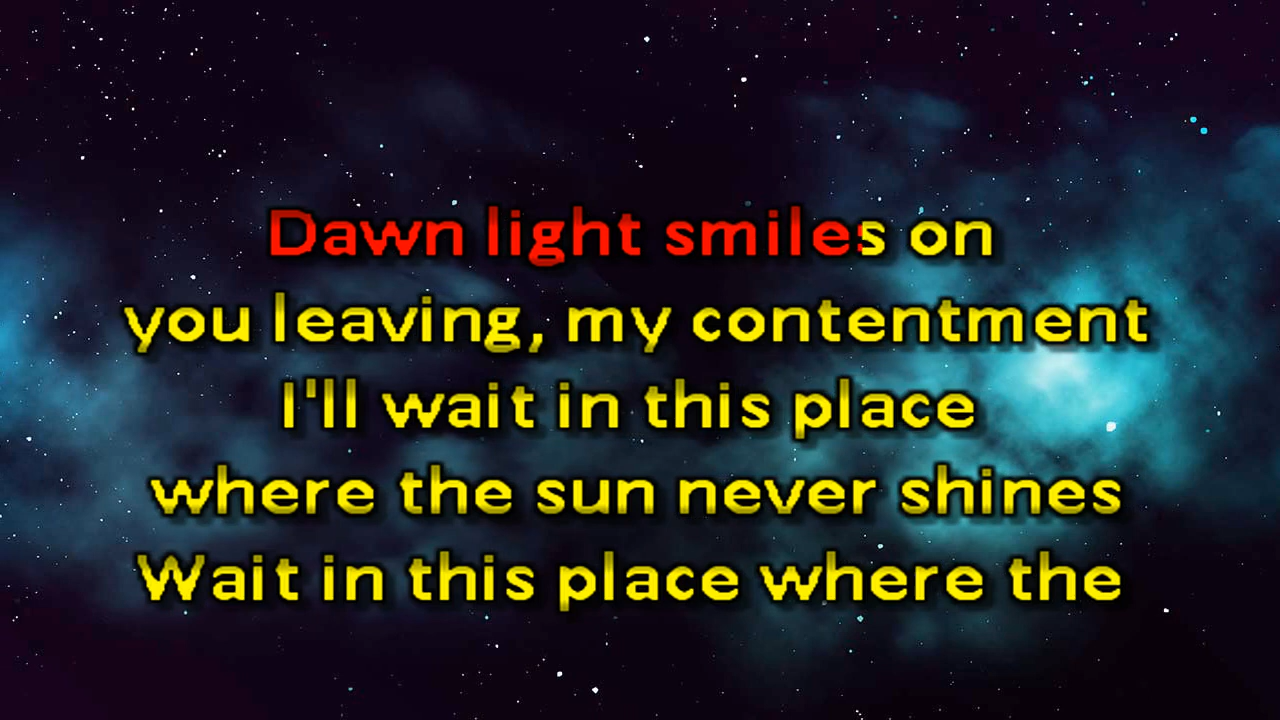 Dawn light smiles on
you leaving, my contentment
I'll wait in this place
where the sun never shines
Wait in this place where the